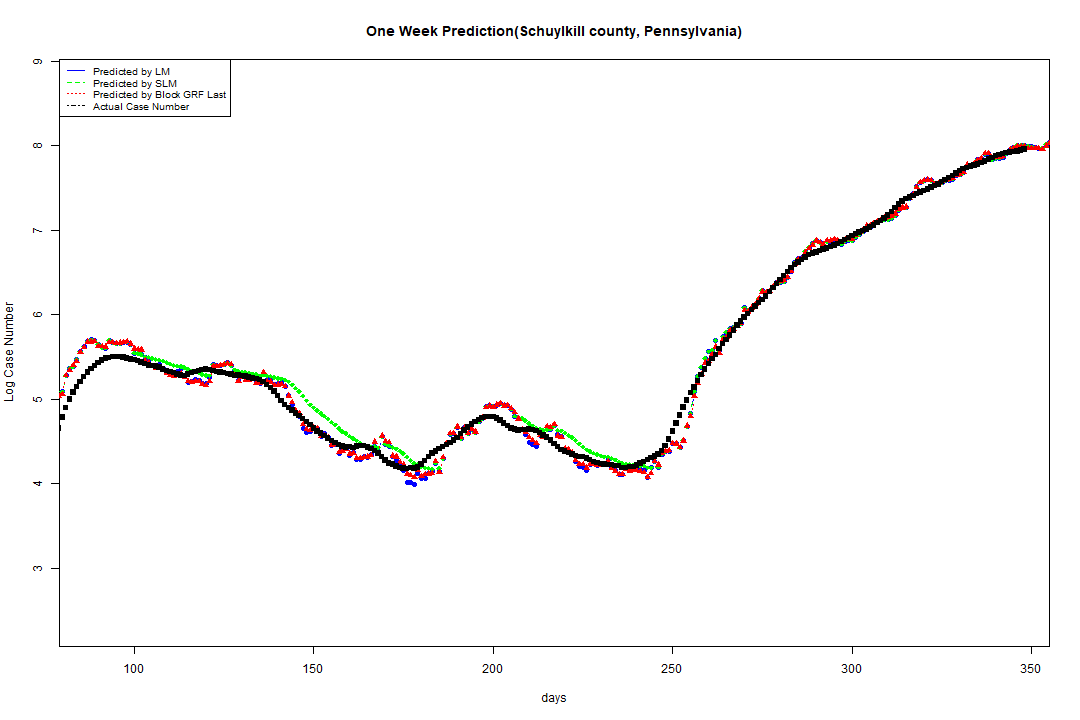 One Week Prediction(Schuylkill county, Pennsylvania)
Predicted by LM
Predicted by SLM
Predicted by Block GRF Last
Actual Case Number
9
8
7
6
5
4
3
Log Case Number
100 150 200 250 300 350
days